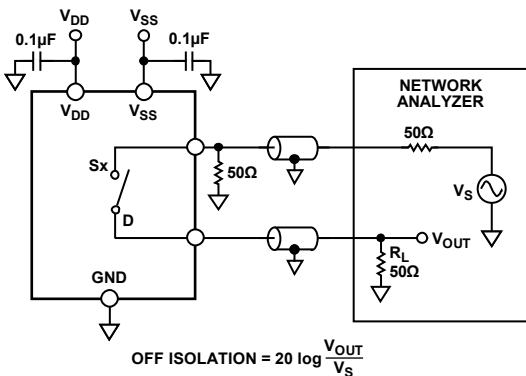 VDD
VSS
0.1µF
0.1µF
VDD
VSS
NETWORK
ANALYZER
50Ω
Sx
50Ω
VS
D
VOUT
RL
50Ω
GND
OFF ISOLATION = 20 log VOUT/VS